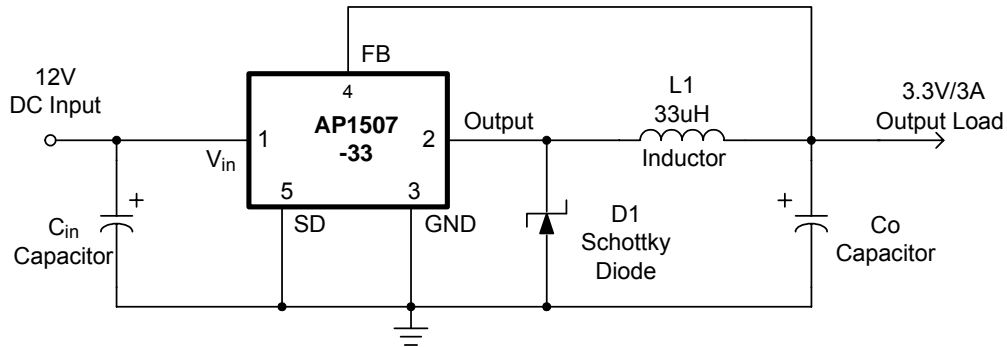 FB
12V
DC Input
4
L1
33uH
3.3V/3A
Output Load
AP1507
-33
1
2
Output
Inductor
Vin
5
3
SD
GND
+
Cin
Capacitor
D1
Schottky
Diode
+
Co
Capacitor